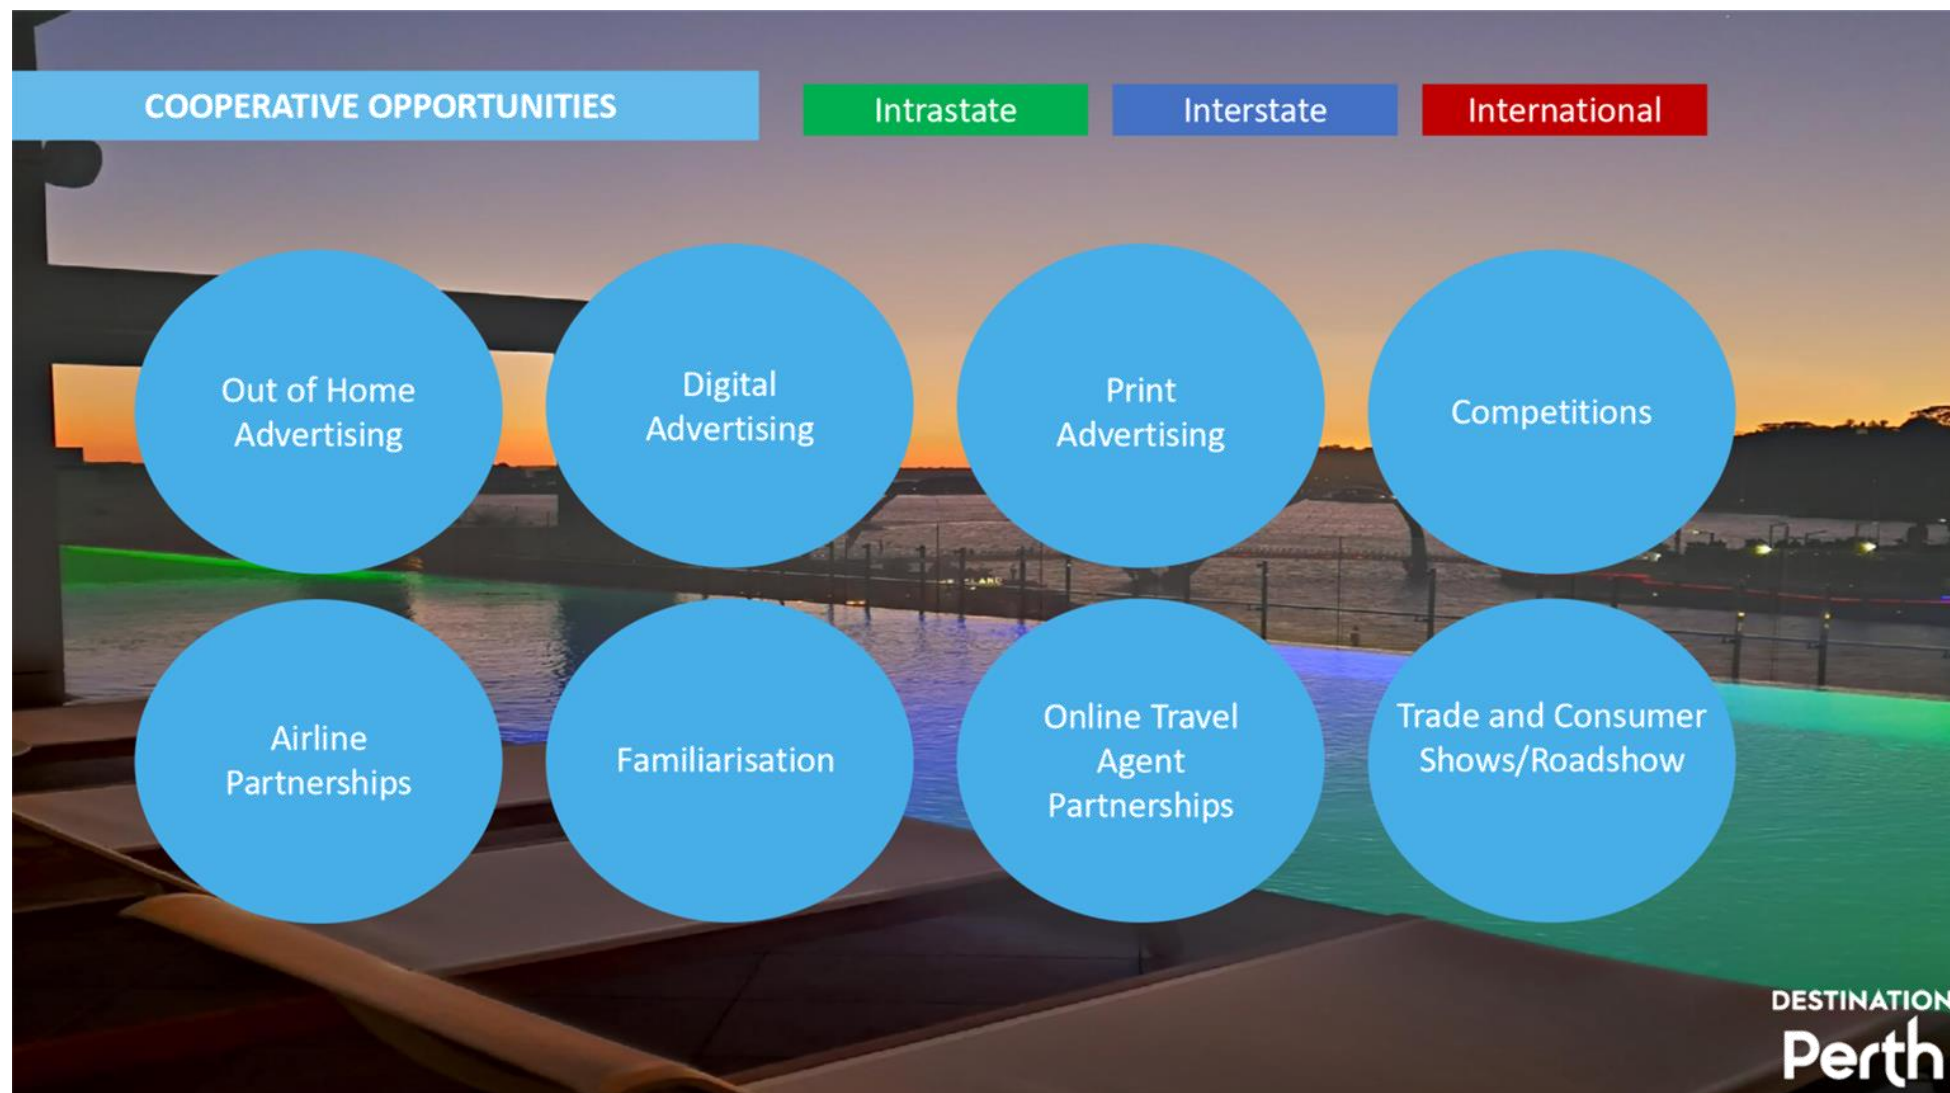 COOPERATIVE OPPORTUNITIES
Intrastate
Interstate
International
Out of Home
Advertising
Digital
Advertising
Print
Advertising
Competitions
Airline
Partnerships
Familiarisation
Online Travel
Agent
Partnerships
Trade and Consumer
Shows/Roadshow
DESTINATION
Perth